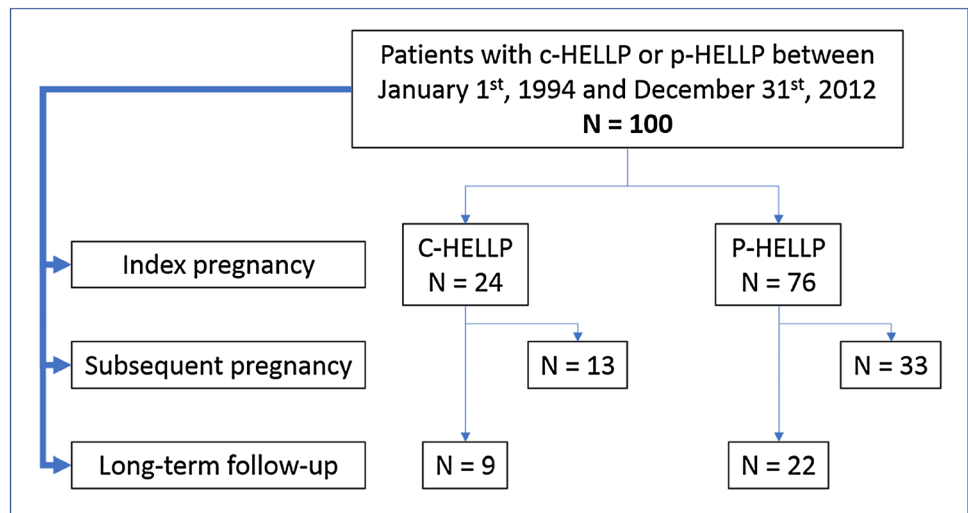 Patients with c-HELLP or p-HELLP between
January 1st, 1994 and December 31st, 2012
N = 100
C-HELLP
N = 24
P-HELLP
N = 76
Index pregnancy
Subsequent pregnancy
N = 13
N = 33
Long-term follow-up
N = 9
N = 22